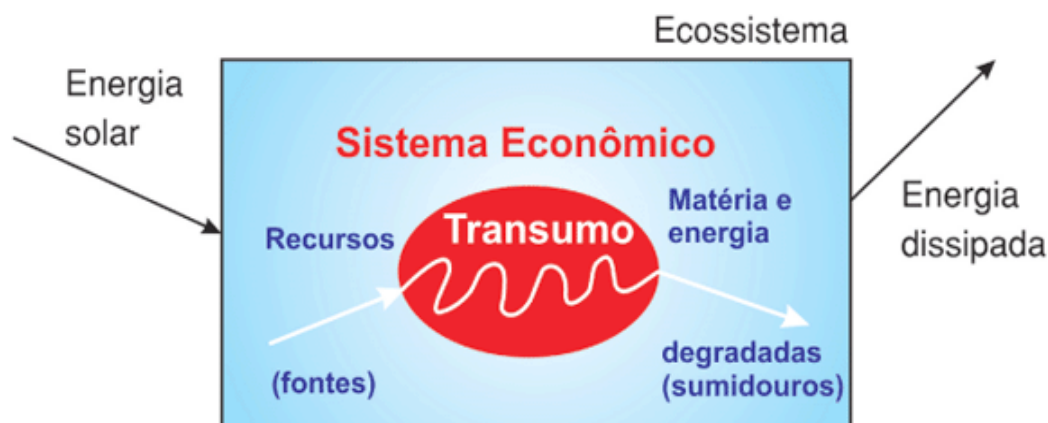 Ecossistema
Energia
solar
Sistema Econômico
Recursos
Transumo
Matéria e
energia
(fontes)
degradadas
(sumidouros)
Energia
dissipada